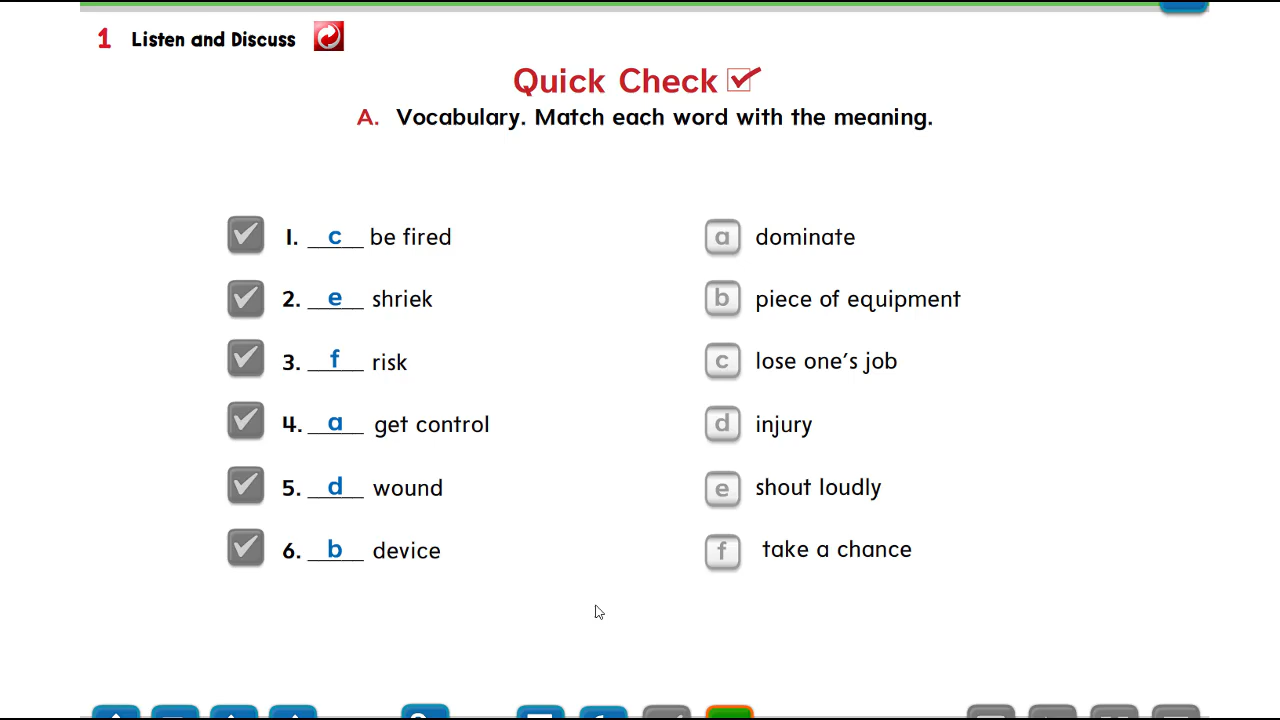 1 Listen and Discuss
Quick Check
A. Vocabulary. Match each word with the meaning.
1. c be fired
a dominate
2. e shriek
b piece of equipment
3. f risk
c lose one's job
4. a get control
d injury
5. d wound
e shout loudly
6. b device
f take a chance